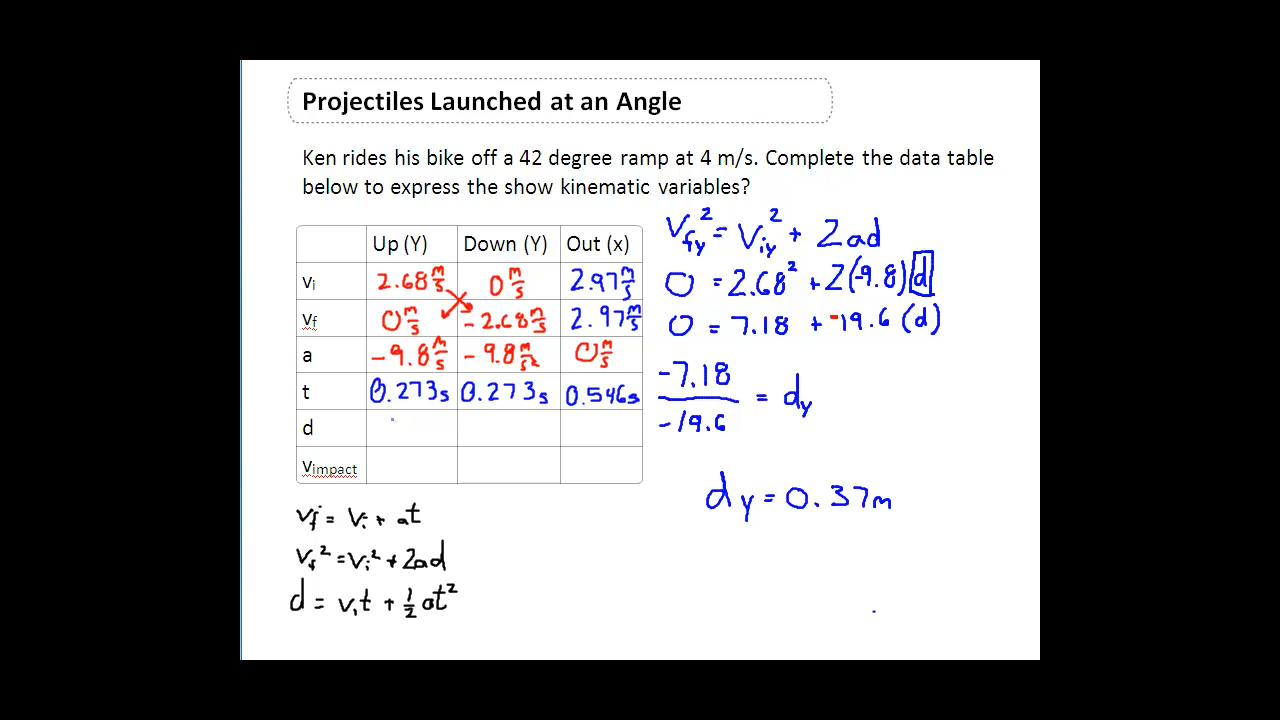 Projectiles Launched at an Angle
Ken rides his bike off a 42 degree ramp at 4 m/s. Complete the data table
below to express the show kinematic variables?
Up (Y) Down (Y) Out (x)
Vi 2.68 m/s 0 m/s 2.97 m/s
Vf 0 m/s -2.68 m/s 2.97 m/s
a -9.8 m/s -9.8 m/s² 0 m/s
t 0.273s 0.273s 0.546s
d
Vimpact
Vf = Vi + at
Vf² = Vi² + 2ad
d = Vit + 1/2 at²
Vfy² = Viy² + 2ad
0 = 2.68² + 2(-9.8)d
0 = 7.18 + -19.6 (d)
-7.18 / -19.6 = dy
dy = 0.37m